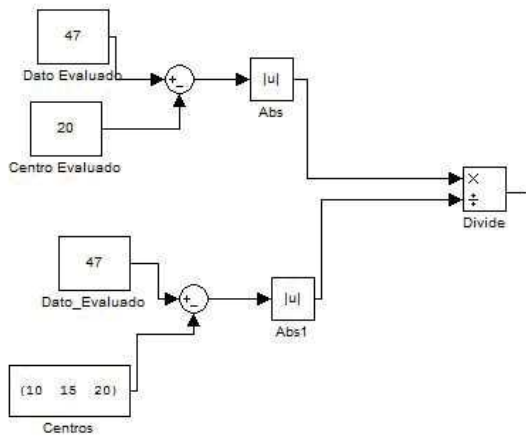 47
Dato Evaluado
+
−
|u|
Abs
20
Centro Evaluado
×
÷
Divide
47
Dato_Evaluado
+
−
|u|
Abs1
(10 15 20)
Centros